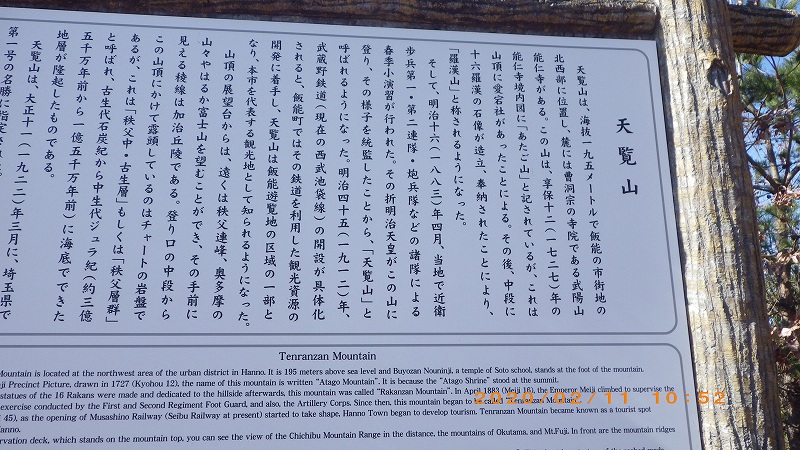 天覧山
天覧山は、海抜一九五メートルで飯能の市街地の
北西部に位置し、麓には曹洞宗の寺院である武陽山
能仁寺がある。この山は、享保十二(一七二七)年の
能仁寺境内図に「あたご山」と記されているが、これは
山頂に愛宕社があったことによる。その後、中段に
十六羅漢の石像が造立、奉納されたことにより、
「羅漢山」と称されるようになった。
そして、明治十六(一八八三)年四月、当地で近衛
歩兵第一・第二連隊・炮兵隊などの諸隊による
春季小演習が行われた。その折明治天皇がこの山に
登り、その様子を統監したことから、「天覧山」と
呼ばれるようになった。明治四十五(一九一二)年、
武蔵野鉄道(現在の西武池袋線)の開設が具体化
されると、飯能町ではその鉄道を利用した観光資源の
開発に着手し、天覧山は飯能遊覧地の区域の一部と
なり、本市を代表する観光地として知られるようになった。
山頂の展望台からは、遠くは秩父連峰、奥多摩の
山々やはるか富士山を望むことができ、その手前に
見える稜線は加治丘陵である。登り口の中段から
この山頂にかけて露頭しているのはチャートの岩盤で
あるが、これは「秩父中・古生層」もしくは「秩父層群」
と呼ばれ、古生代石炭紀から中生代ジュラ紀(約三億
五千万年前から一億五千万年前)に海底でできた
地層が隆起したものである。
天覧山は、大正十一(一九二二)年三月に、埼玉県で
第一号の名勝に指定され
Tenranzan Mountain
Mountain is located at the northwest area of the urban district in Hanno. It is 195 meters above sea level and Buyozan Nouninji, a temple of Soto school, stands at the foot of the mountain.
ji Precinct Picture, drawn in 1727 (Kyohou 12), the name of this mountain is written "Atago Mountain". It is because the "Atago Shrine" stood at the summit.
statues of the 16 Rakans were made and dedicated to the hillside afterwards, this mountain was called "Rakanzan Mountain". In April 1883 (Meiji 16), the Emperor Meiji climbed to supervise the
exercise conducted by the First and Second Regiment Foot Guard, and also, the Artillery Corps. Since then, this mountain began to be called "Tenranzan Mountain".
45), as the opening of Musashino Railway (Seibu Railway at present) started to take shape, Hanno Town began to develop tourism. Tenranzan Mountain became known as a tourist spot
Hanno.
rvation deck, which stands on the mountain top, you can see the view of the Chichibu Mountain Range in the distance, the mountains of Okutama, and Mt.Fuji. In front are the mountain ridges
2020/02/11 10:52